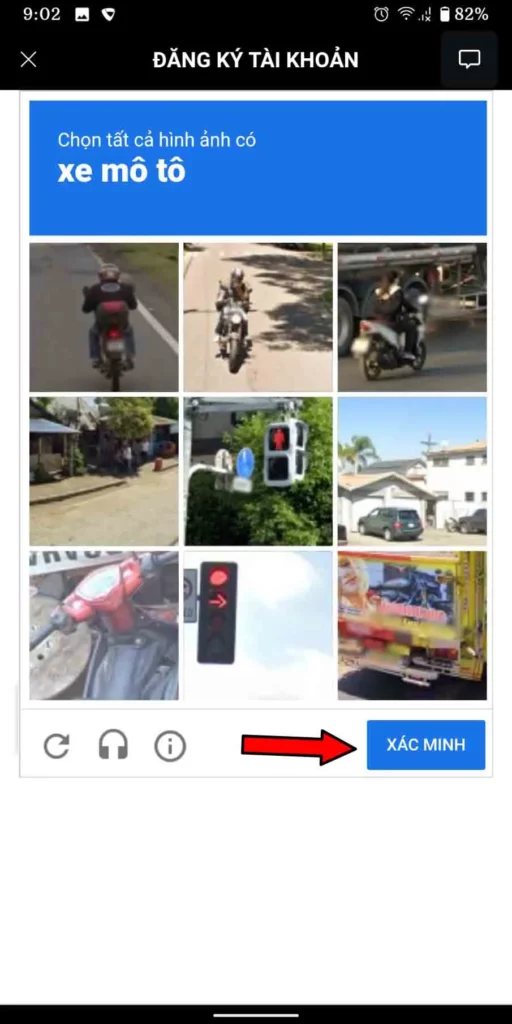 9:02
82%
ĐĂNG KÝ TÀI KHOẢN
Chọn tất cả hình ảnh có
xe mô tô
XÁC MINH